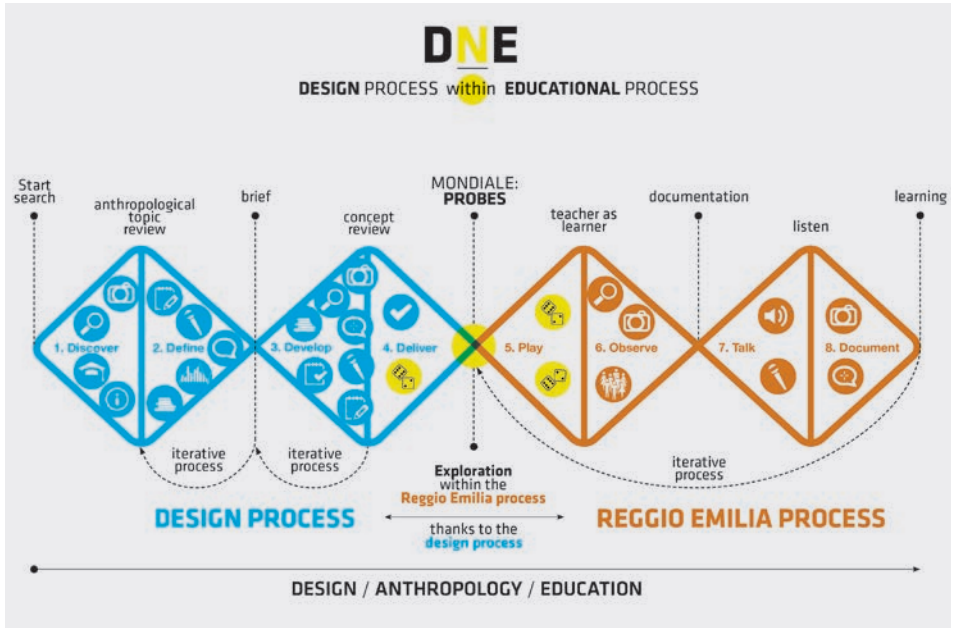 DNE
DESIGN PROCESS within EDUCATIONAL PROCESS
Start
search
anthropological
topic
review
brief
concept
review
MONDIALE:
PROBES
teacher as
learner
documentation
listen
learning
1. Discover
2. Define
3. Develop
4. Deliver
5. Play
6. Observe
7. Talk
8. Document
iterative
process
iterative
process
Exploration
within the
Reggio Emilia process
iterative
process
DESIGN PROCESS
thanks to the
design process
REGGIO EMILIA PROCESS
DESIGN / ANTHROPOLOGY / EDUCATION